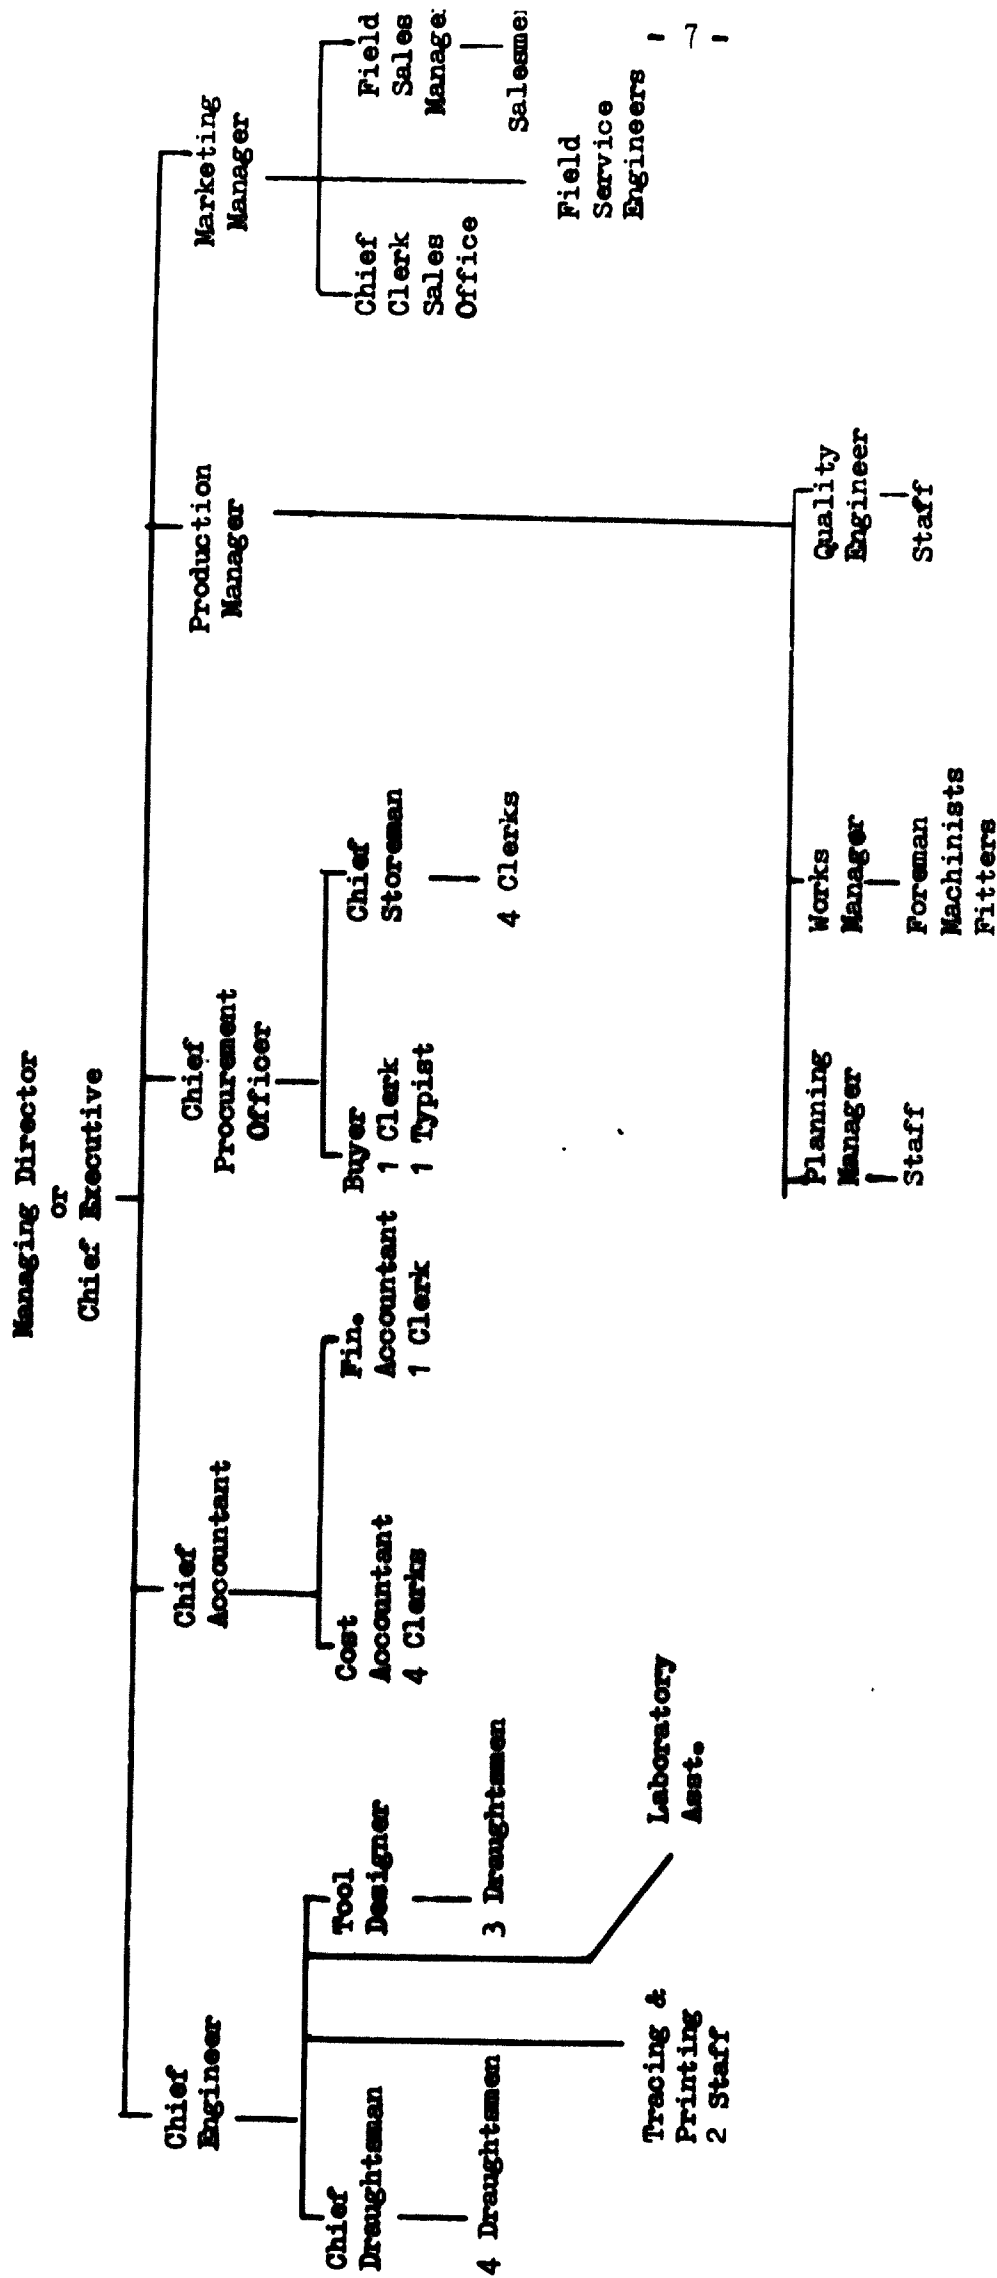 Managing Director
or
Chief Executive
Chief
Engineer
Chief
Accountant
Chief
Procurement
Officer
Production
Manager
Marketing
Manager
Chief
Draughtsman
4 Draughtsmen
Tool
Designer
3 Draughtsmen
Tracing &
Printing
2 Staff
Laboratory
Asst.
Cost
Accountant
4 Clerks
Fin.
Accountant
1 Clerk
Buyer
1 Clerk
1 Typist
Chief
Storeman
4 Clerks
Planning
Manager
Staff
Works
Manager
Foreman
Machinists
Fitters
Quality
Engineer
Staff
Chief
Clerk
Sales
Office
Field
Service
Engineers
Field
Sales
Manage
Salesme
- 7 -